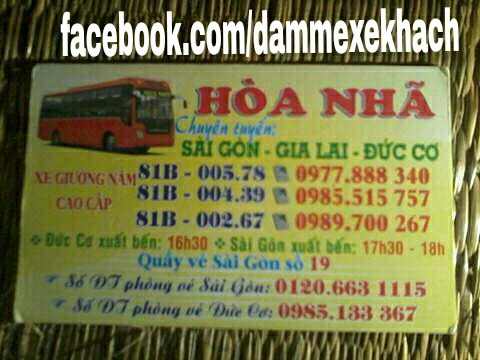 facebook.com/dammexekhach
HÒA NHÃ
Chuyên tuyến:
SÀI GÒN - GIA LAI - ĐỨC CƠ
XE GIƯỜNG NẰM
CAO CẤP
81B - 005.78 0977.888 340
81B - 004.39 0985.515 757
81B - 002.67 0989.700 267
Đức Cơ xuất bến: 16h30 Sài Gòn xuất bến: 17h30 - 18h
Quầy vé Sài Gòn số 19
Số ĐT phòng vé Sài Gòn: 0120.663 1115
Số ĐT phòng vé Đức Cơ: 0985.133 367